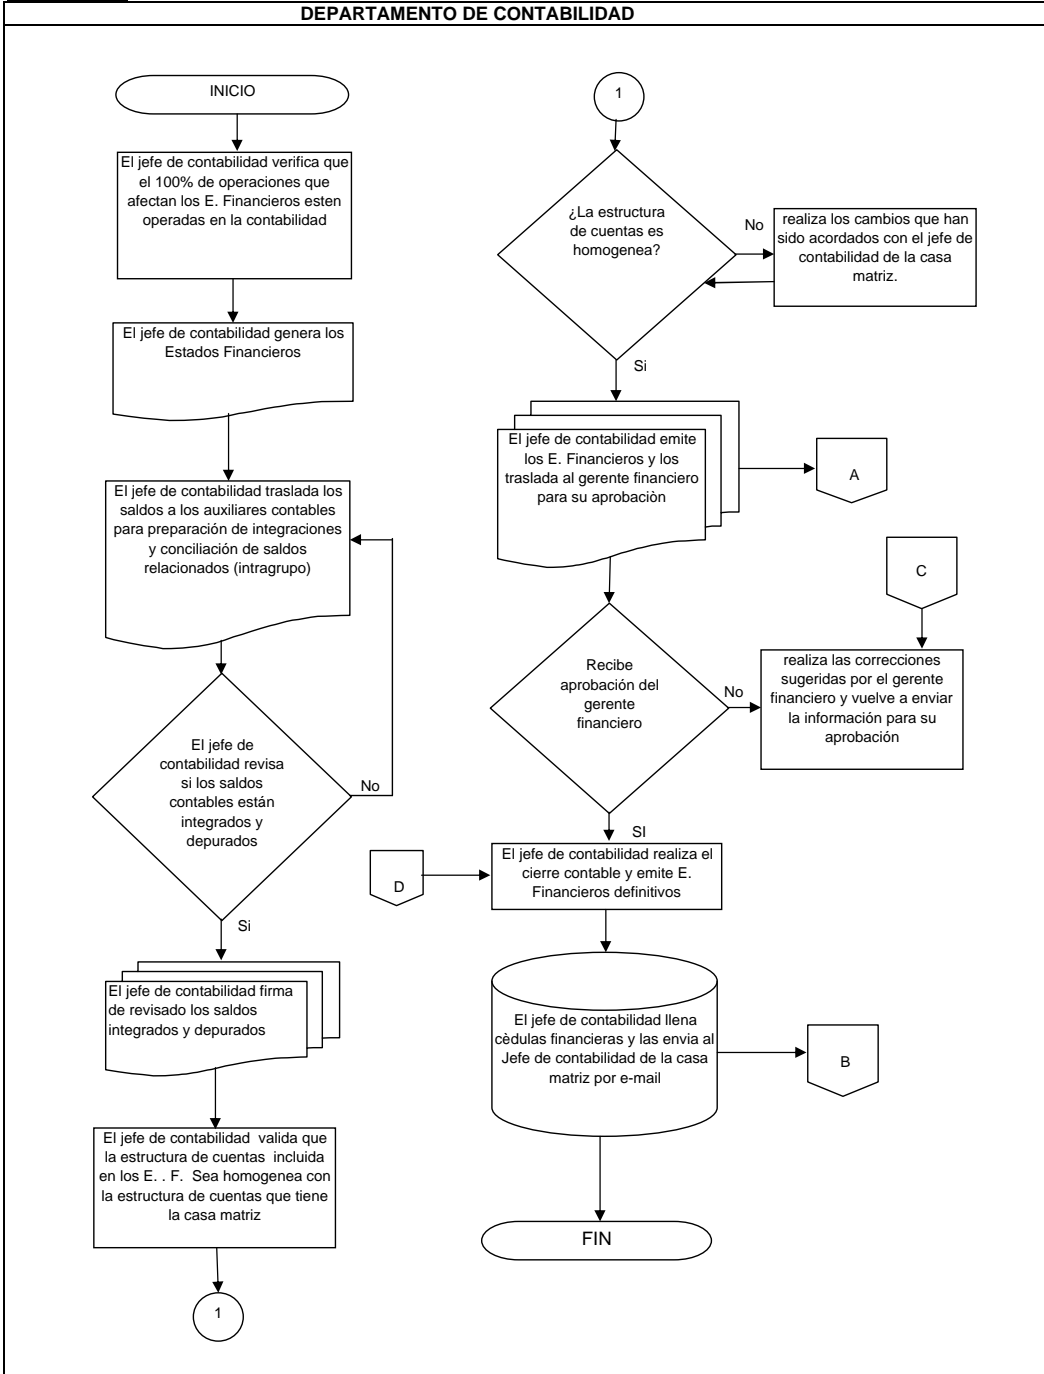 DEPARTAMENTO DE CONTABILIDAD
INICIO
El jefe de contabilidad verifica que
el 100% de operaciones que
afectan los E. Financieros esten
operadas en la contabilidad
El jefe de contabilidad genera los
Estados Financieros
El jefe de contabilidad traslada los
saldos a los auxiliares contables
para preparación de integraciones
y conciliación de saldos
relacionados (intragrupo)
El jefe de
contabilidad revisa
si los saldos
contables están
integrados y
depurados
No
Si
El jefe de contabilidad firma
de revisado los saldos
integrados y depurados
El jefe de contabilidad  valida que
la estructura de cuentas  incluida
en los E. . F.  Sea homogenea con
la estructura de cuentas que tiene
la casa matriz
1
1
¿La estructura
de cuentas es
homogenea?
No
realiza los cambios que han
sido acordados con el jefe de
contabilidad de la casa
matriz.
Si
El jefe de contabilidad emite
los E. Financieros y los
traslada al gerente financiero
para su aprobaciòn
A
C
Recibe
aprobación del
gerente
financiero
No
realiza las correcciones
sugeridas por el gerente
financiero y vuelve a enviar
la información para su
aprobación
SI
D
El jefe de contabilidad realiza el
cierre contable y emite E.
Financieros definitivos
El jefe de contabilidad llena
cèdulas financieras y las envia al
Jefe de contabilidad de la casa
matriz por e-mail
B
FIN